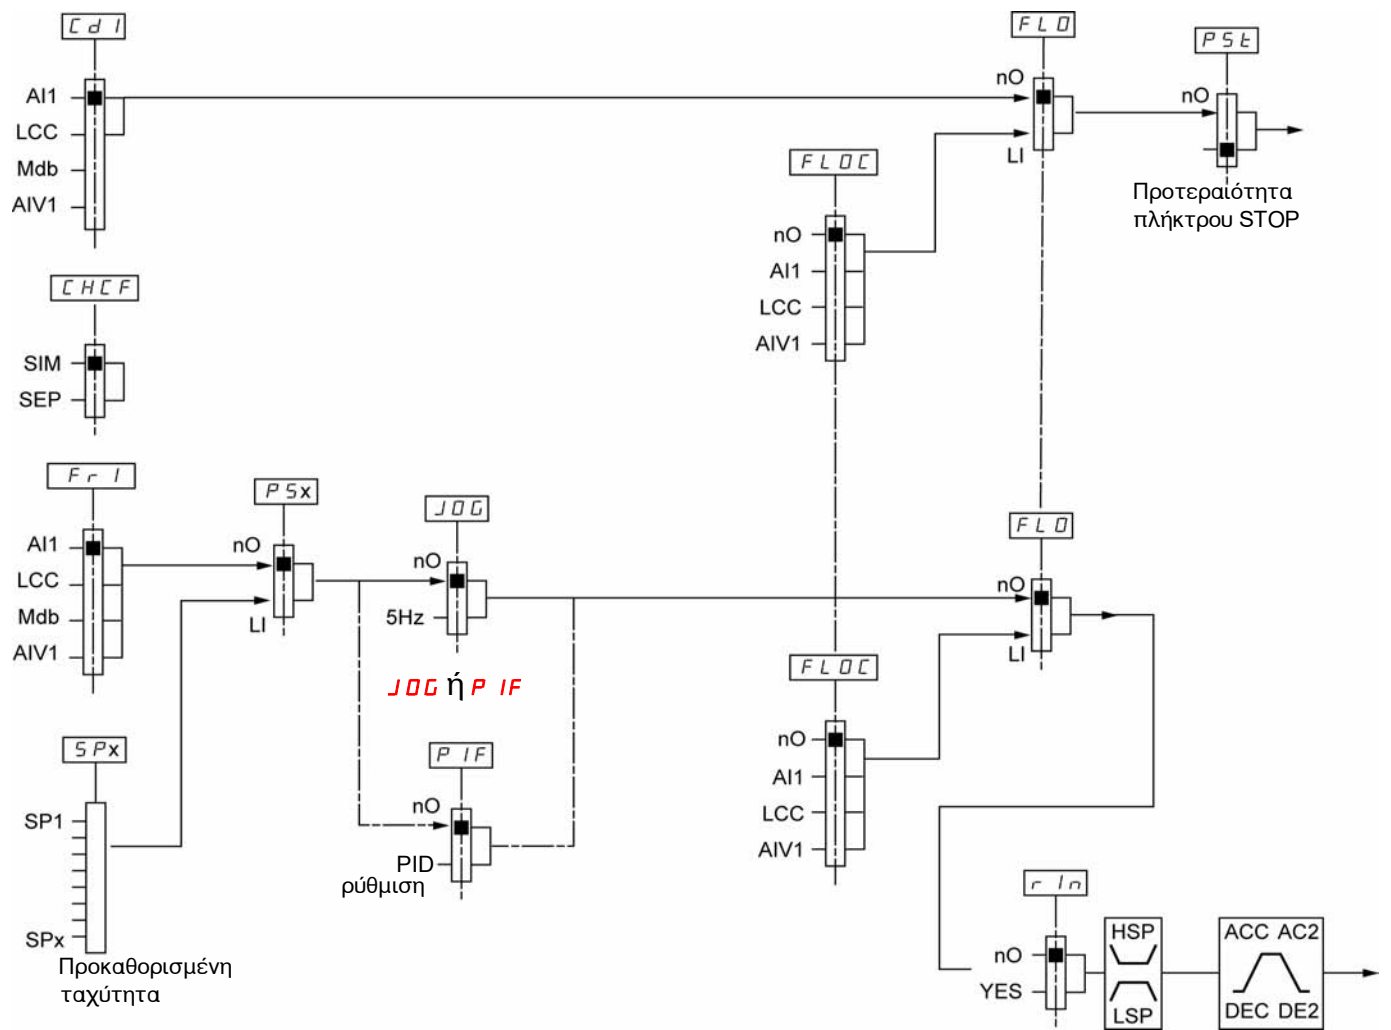 Cd1
FLO
PSt
nO
nO
AI1
LCC
Mdb
AIV1
LI
FLOC
Προτεραιότητα
πλήκτρου STOP
nO
AI1
LCC
AIV1
CHCF
SIM
SEP
Fr1
PSx
JOG
FLO
AI1
LCC
Mdb
AIV1
nO
LI
nO
5Hz
nO
LI
JOG ή PIF
FLOC
SPx
PIF
nO
AI1
LCC
AIV1
SP1
SPx
nO
PID
ρύθμιση
Προκαθορισμένη
ταχύτητα
rIn
nO
YES
HSP
LSP
ACC AC2
DEC DE2